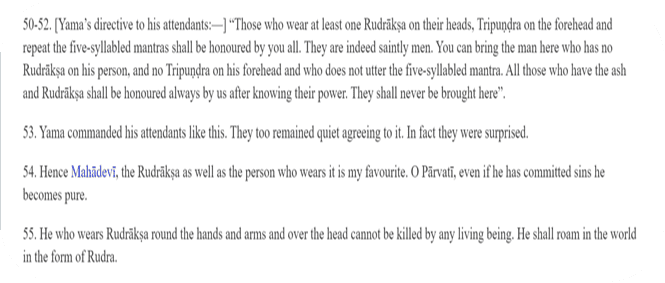 50-52. [Yama’s directive to his attendants:—] “Those who wear at least one Rudrākṣa on their heads, Tripuṇḍra on the forehead and
repeat the five-syllabled mantras shall be honoured by you all. They are indeed saintly men. You can bring the man here who has no
Rudrākṣa on his person, and no Tripuṇḍra on his forehead and who does not utter the five-syllabled mantra. All those who have the ash
and Rudrākṣa shall be honoured always by us after knowing their power. They shall never be brought here”.
53. Yama commanded his attendants like this. They too remained quiet agreeing to it. In fact they were surprised.
54. Hence Mahādevī, the Rudrākṣa as well as the person who wears it is my favourite. O Pārvatī, even if he has committed sins he
becomes pure.
55. He who wears Rudrākṣa round the hands and arms and over the head cannot be killed by any living being. He shall roam in the world
in the form of Rudra.